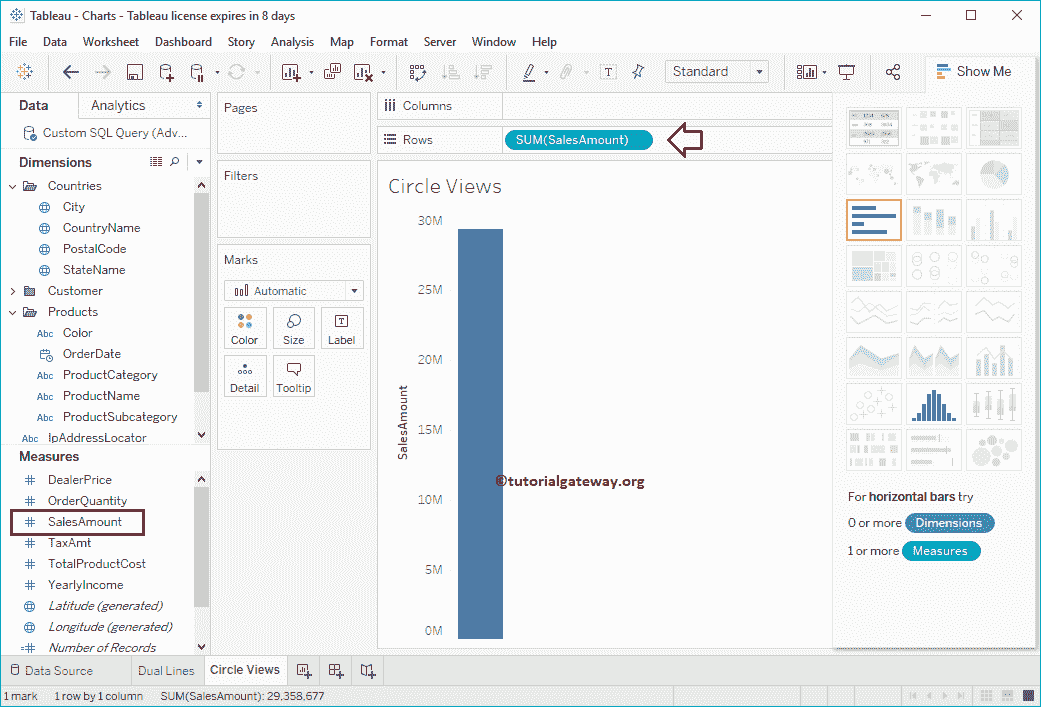 Tableau - Charts - Tableau license expires in 8 days
File Data Worksheet Dashboard Story Analysis Map Format Server Window Help
Standard
Show Me
Data Analytics
Custom SQL Query (Adv...
Dimensions
Countries
City
CountryName
PostalCode
StateName
Customer
Products
Abc Color
OrderDate
Abc ProductCategory
Abc ProductName
Abc ProductSubcategory
Abc IpAddressLocator
Measures
# DealerPrice
# OrderQuantity
# SalesAmount
# TaxAmt
# TotalProductCost
# YearlyIncome
Latitude (generated)
Longitude (generated)
=# Number of Records
Pages
Filters
Marks
Automatic
Color Size T Label
Detail Tooltip
Columns
Rows SUM(SalesAmount)
Circle Views
30M
25M
20M
15M
10M
5M
0M
SalesAmount
©tutorialgateway.org
For horizontal bars try
0 or more Dimensions
1 or more Measures
Data Source Dual Lines Circle Views
1 mark 1 row by 1 column SUM(SalesAmount): 29,358,677